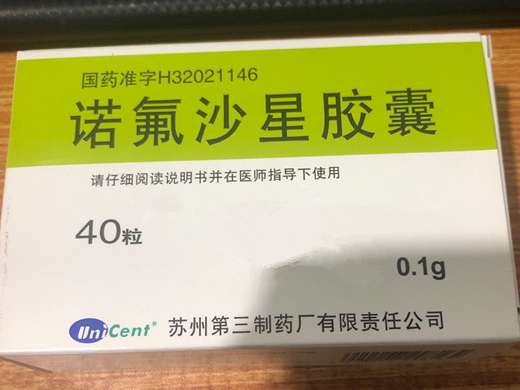 国药准字H32021146
诺氟沙星胶囊
请仔细阅读说明书并在医师指导下使用
40粒
0.1g
UniCent® 苏州第三制药厂有限责任公司